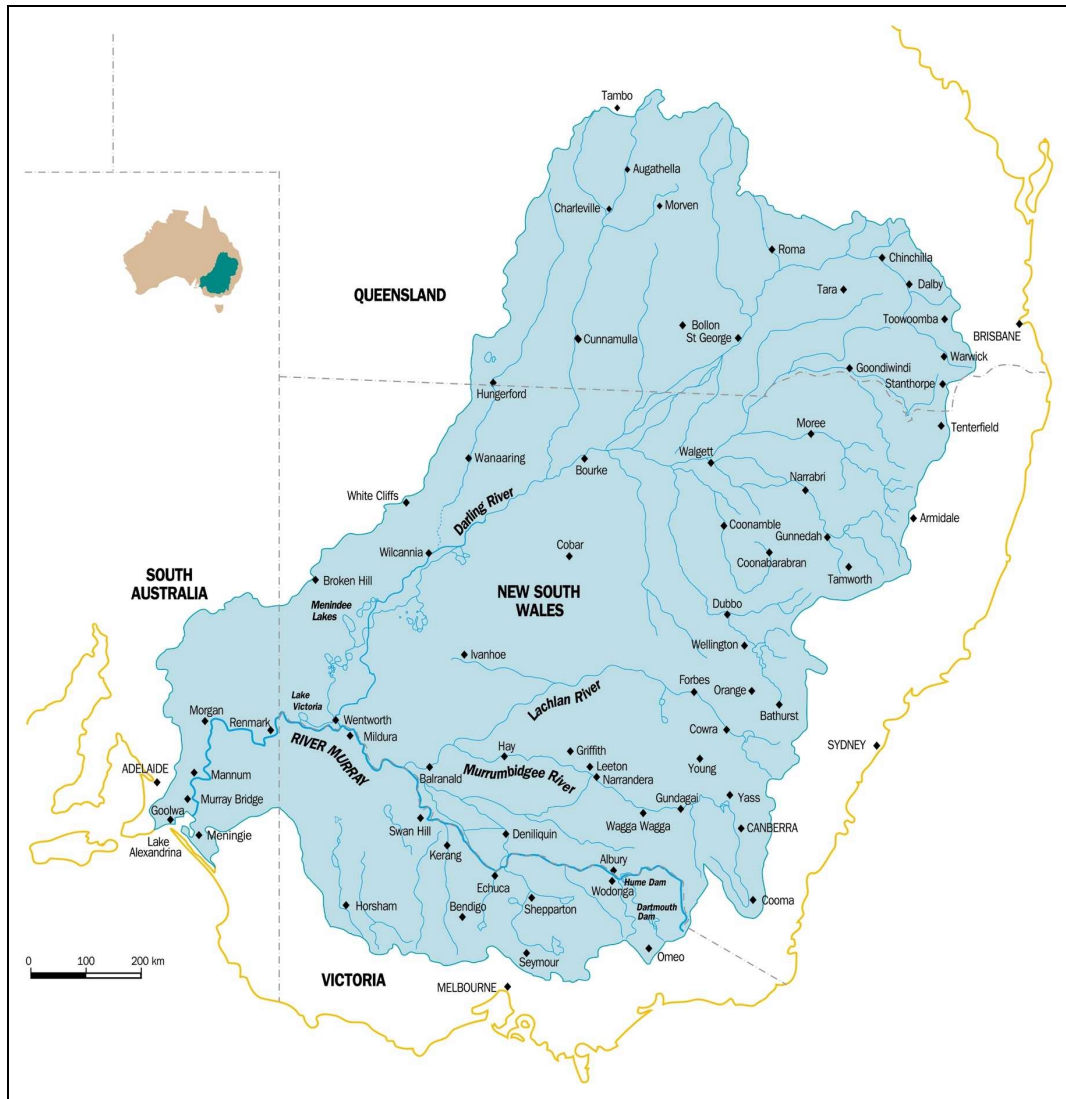 Tambo
Augathella
Charleville
Morven
Roma
Chinchilla
Tara
Dalby
QUEENSLAND
Toowoomba
Bollon
St George
BRISBANE
Cunnamulla
Warwick
Goondiwindi
Stanthorpe
Hungerford
Moree
Tenterfield
Wanaaring
Bourke
Walgett
Narrabri
White Cliffs
Darling River
Armidale
Coonamble
Gunnedah
Cobar
Wilcannia
Coonabarabran
Tamworth
SOUTH
AUSTRALIA
Broken Hill
NEW SOUTH
WALES
Menindee
Lakes
Dubbo
Wellington
Ivanhoe
Forbes
Orange
Lachlan River
Lake
Victoria
Bathurst
Morgan
Renmark
Wentworth
Mildura
Cowra
RIVER MURRAY
Hay
Griffith
SYDNEY
ADELAIDE
Mannum
Balranald
Murrumbidgee River
Leeton
Narrandera
Young
Murray Bridge
Goolwa
Gundagai
Yass
Wagga Wagga
Swan Hill
Deniliquin
CANBERRA
Meningie
Lake
Alexandrina
Kerang
Albury
Echuca
Wodonga
Hume Dam
Horsham
Bendigo
Shepparton
Dartmouth
Dam
Cooma
Seymour
Omeo
0 100 200 km
VICTORIA
MELBOURNE